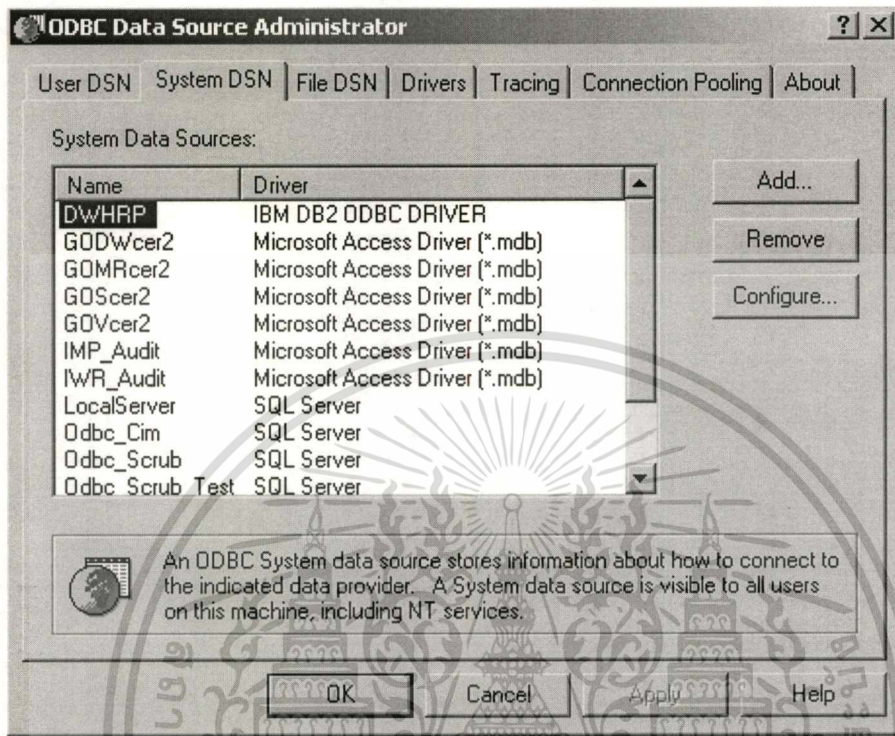 ODBC Data Source Administrator
User DSN System DSN File DSN Drivers Tracing Connection Pooling About
System Data Sources:
Name Driver
DWHRP IBM DB2 ODBC DRIVER
GODWcer2 Microsoft Access Driver (*.mdb)
GOMRcer2 Microsoft Access Driver (*.mdb)
GOScer2 Microsoft Access Driver (*.mdb)
GOVcer2 Microsoft Access Driver (*.mdb)
IMP_Audit Microsoft Access Driver (*.mdb)
IWR_Audit Microsoft Access Driver (*.mdb)
LocalServer SQL Server
Odbc_Cim SQL Server
Odbc_Scrub SQL Server
Odbc_Scrub_Test SQL Server
Add...
Remove
Configure...
An ODBC System data source stores information about how to connect to
the indicated data provider. A System data source is visible to all users
on this machine, including NT services.
OK Cancel Apply Help